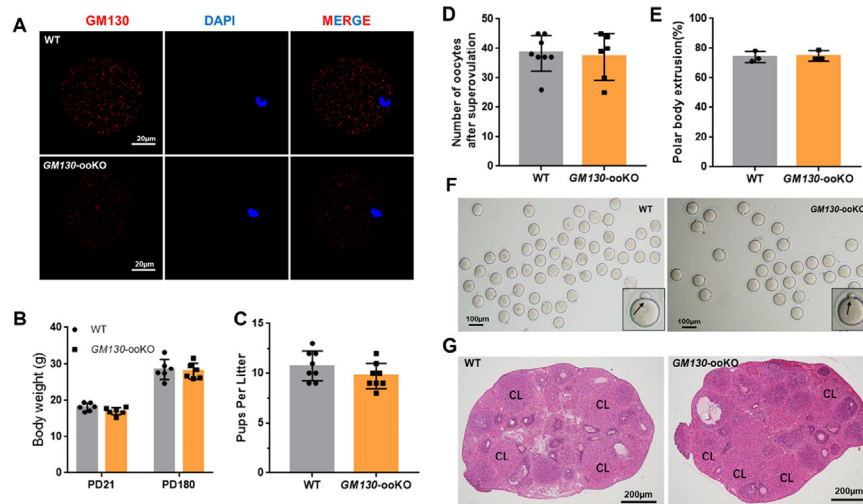 A
GM130 DAPI MERGE
WT
20μm 20μm
GM130-ooKO
20μm 20μm
B
WT
GM130-ooKO
Body weight (g)
40
30
20
10
0
PD21 PD180
C
Pups Per Litter
15
10
5
0
WT GM130-ooKO
D
Number of oocytes
after superovulation
50
40
30
20
10
0
WT GM130-ooKO
E
Polar body extrusion(%)
100
80
60
40
20
0
WT GM130-ooKO
F
WT GM130-ooKO
100μm 100μm
G
WT GM130-ooKO
CL CL CL CL
CL CL CL CL CL
200μm 200μm